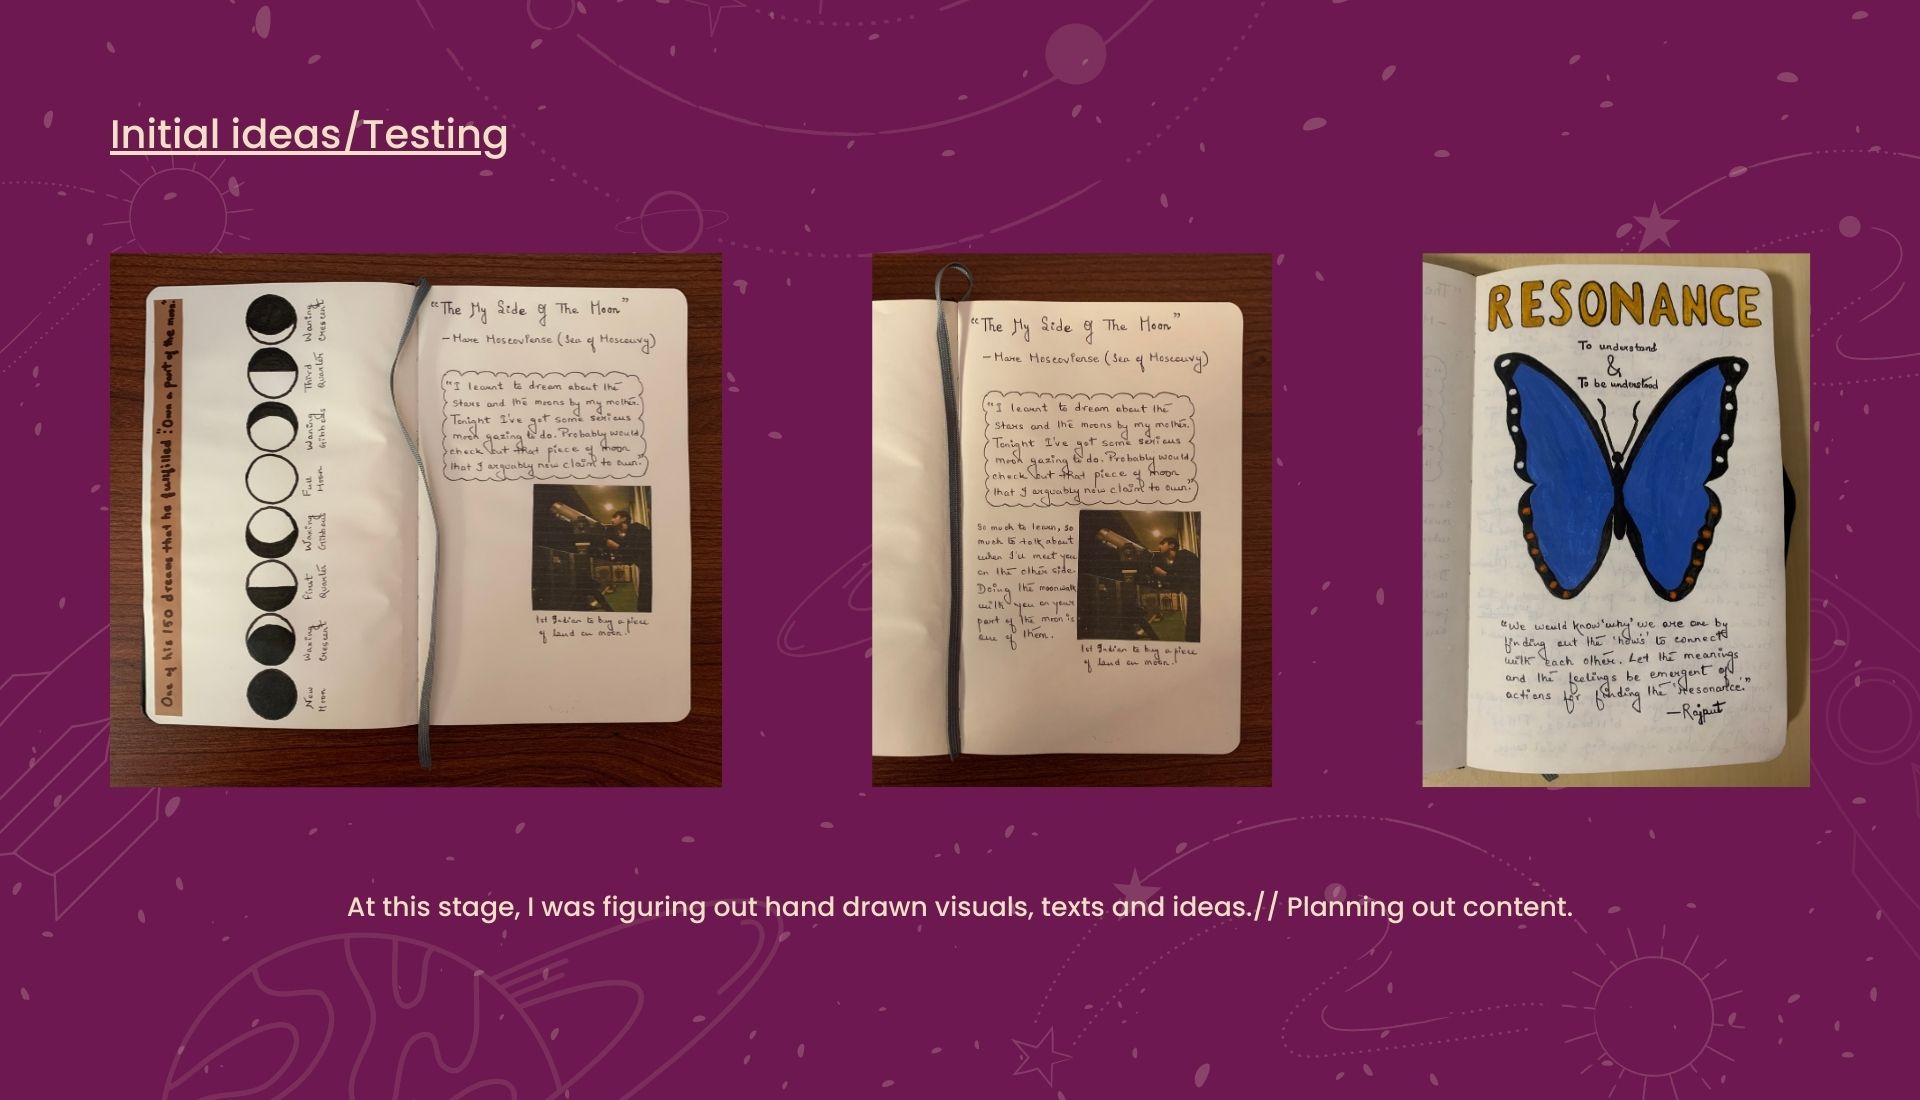 Initial ideas/Testing
One of his 150 dreams that he fulfilled: "Own a part of the moon."
Waning
Crescent
Third
Quarter
Waning
Gibbous
Full
Moon
Waxing
Gibbous
First
Quarter
Waxing
Crescent
New
Moon
"The My Side of The Moon"
— Mare Moscoviense (Sea of Moscouvy)
"I learnt to dream about the
stars and the moons by my mother.
Tonight I've got some serious
moon gazing to do. Probably would
check out that piece of moon
that I arguably now claim to own."
1st Indian to buy a piece
of land on moon.
"The My Side of The Moon"
— Mare Moscoviense (Sea of Moscouvy)
"I learnt to dream about the
stars and the moons by my mother.
Tonight I've got some serious
moon gazing to do. Probably would
check out that piece of moon
that I arguably now claim to own."
So much to learn, so
much to talk about
when I'll meet you
on the other side.
Doing the moonwalk
with you on your
part of the moon is
one of them.
1st Indian to buy a piece
of land on moon.
RESONANCE
To understand
&
To be understood
"We would know 'why' we are one by
finding out the 'hows' to connect
with each other. Let the meanings
and the feelings be emergent of
actions for finding the 'Resonance.'"
—Rajput
At this stage, I was figuring out hand drawn visuals, texts and ideas.// Planning out content.